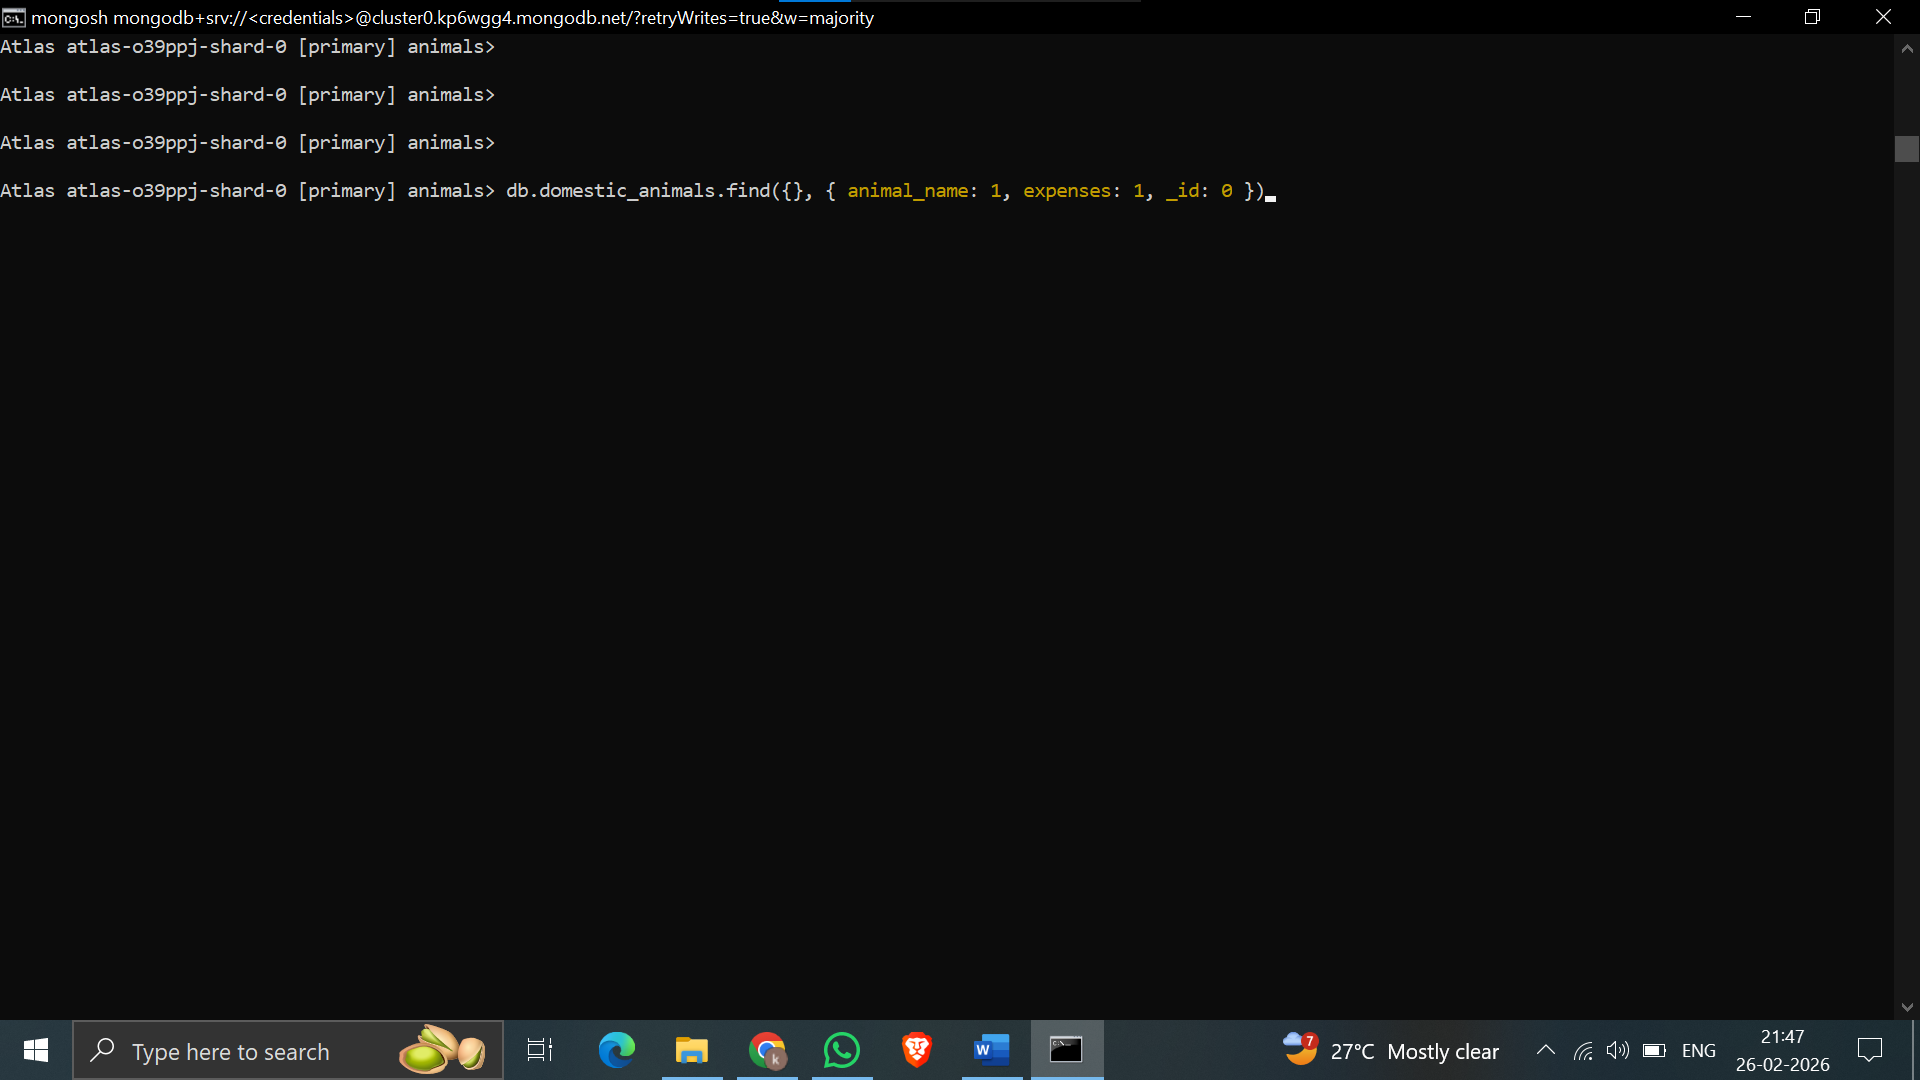 mongosh mongodb+srv://<credentials>@cluster0.kp6wgg4.mongodb.net/?retryWrites=true&w=majority
Atlas atlas-o39ppj-shard-0 [primary] animals>
Atlas atlas-o39ppj-shard-0 [primary] animals>
Atlas atlas-o39ppj-shard-0 [primary] animals>
Atlas atlas-o39ppj-shard-0 [primary] animals> db.domestic_animals.find({}, { animal_name: 1, expenses: 1, _id: 0 })
Type here to search
k
W
7
27°C Mostly clear
ENG
21:47
26-02-2026